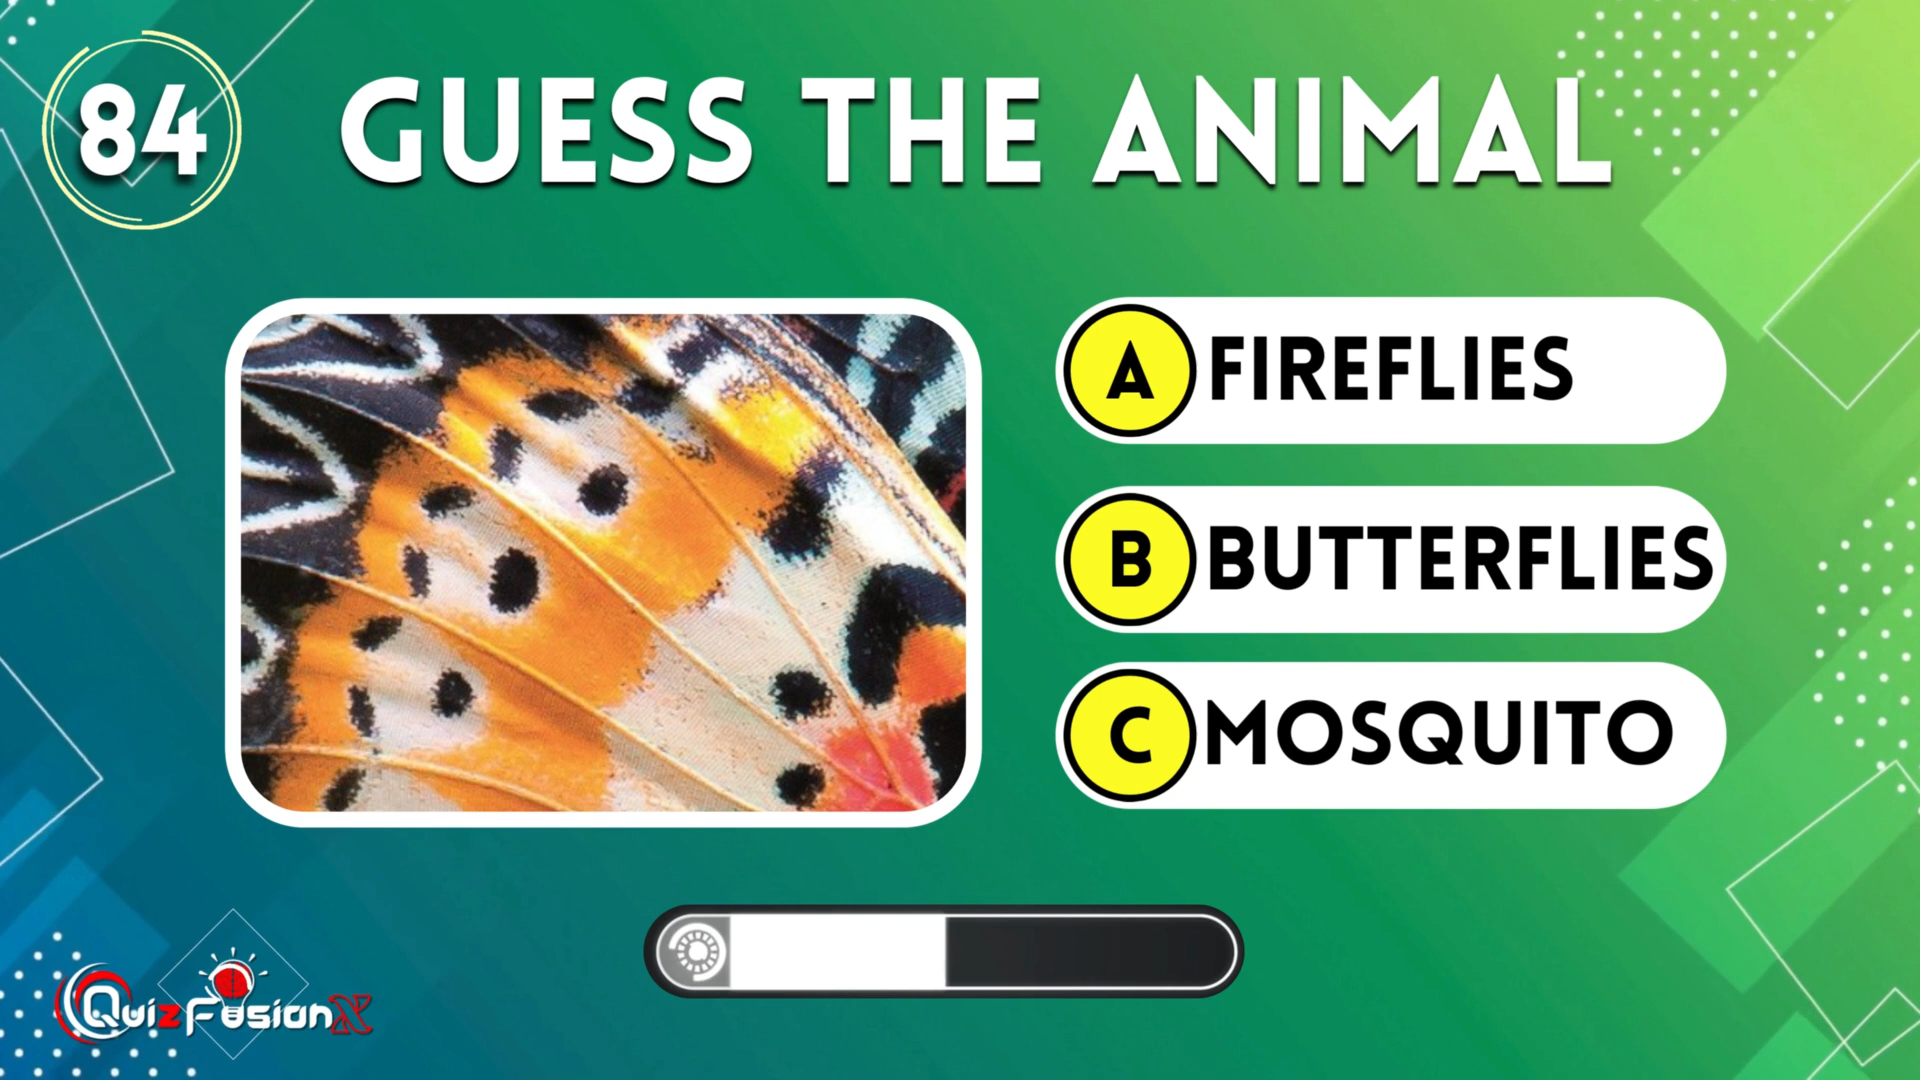 84
GUESS THE ANIMAL
A FIREFLIES
B BUTTERFLIES
C MOSQUITO
QuizFusionX